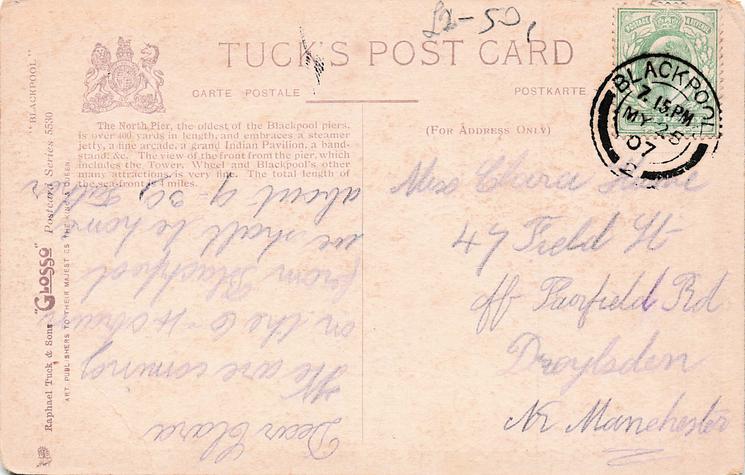 £2-50,
TUCK'S POST CARD
CARTE POSTALE
POSTKARTE
(FOR ADDRESS ONLY)
The North Pier, the oldest of the Blackpool piers,
is over 400 yards in length, and embraces a steamer
jetty, a fine arcade, a grand Indian Pavilion, a band-
stand, &c. The view of the front from the pier, which
includes the Tower, Wheel and Blackpool's other
many attractions, is very fine. The total length of
the sea-front is 4 miles.
"BLACKPOOL"
Raphael Tuck & Sons' "GLOSSO" Postcard Series 5530
ART PUBLISHERS TO THEIR MAJESTIES THE KING & QUEEN.
BLACKPOOL
7.15 PM
MY 25
07
2
Miss Clara
49 Field St
off Fairfield Rd
Droylsden
Nr Manchester
Dear Clara
We are coming
on the 6-4
from Blackpool
we shall be home
about 9-30,